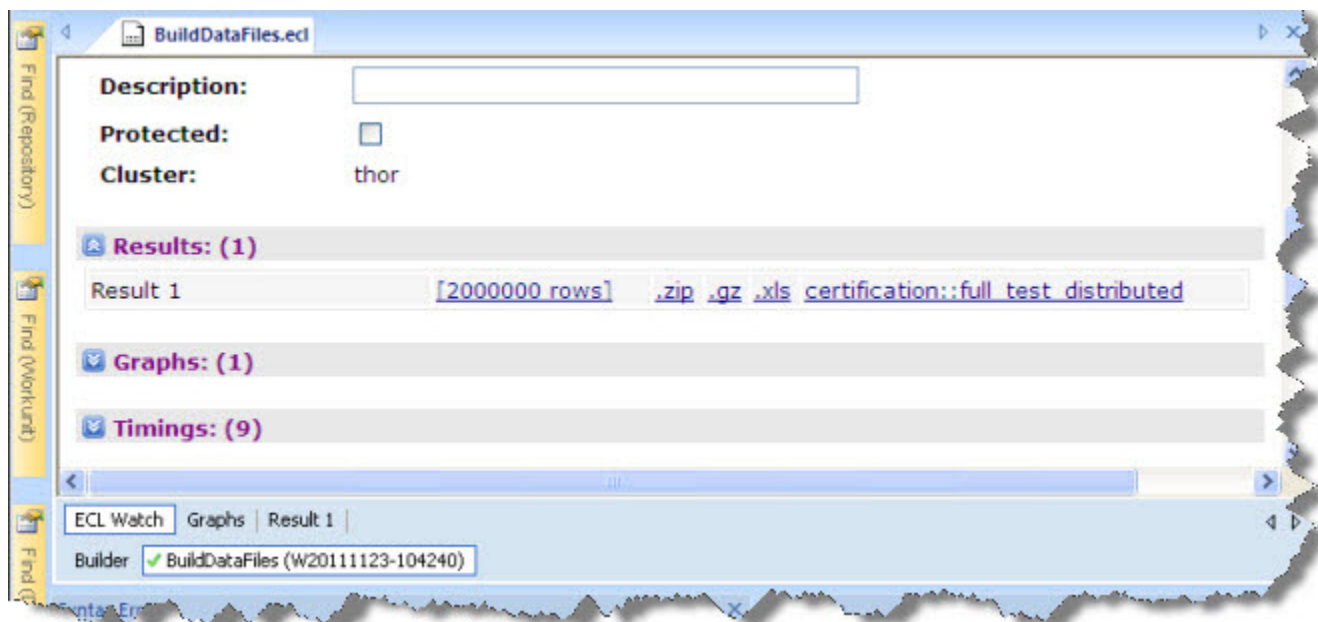 BuildDataFiles.ecl
Find (Repository)
Description:
Protected:
Cluster: thor
Results: (1)
Result 1 [2000000 rows] .zip .gz .xls certification::full_test_distributed
Find (Workunit)
Graphs: (1)
Timings: (9)
ECL Watch Graphs Result 1
Builder BuildDataFiles (W20111123-104240)
Find